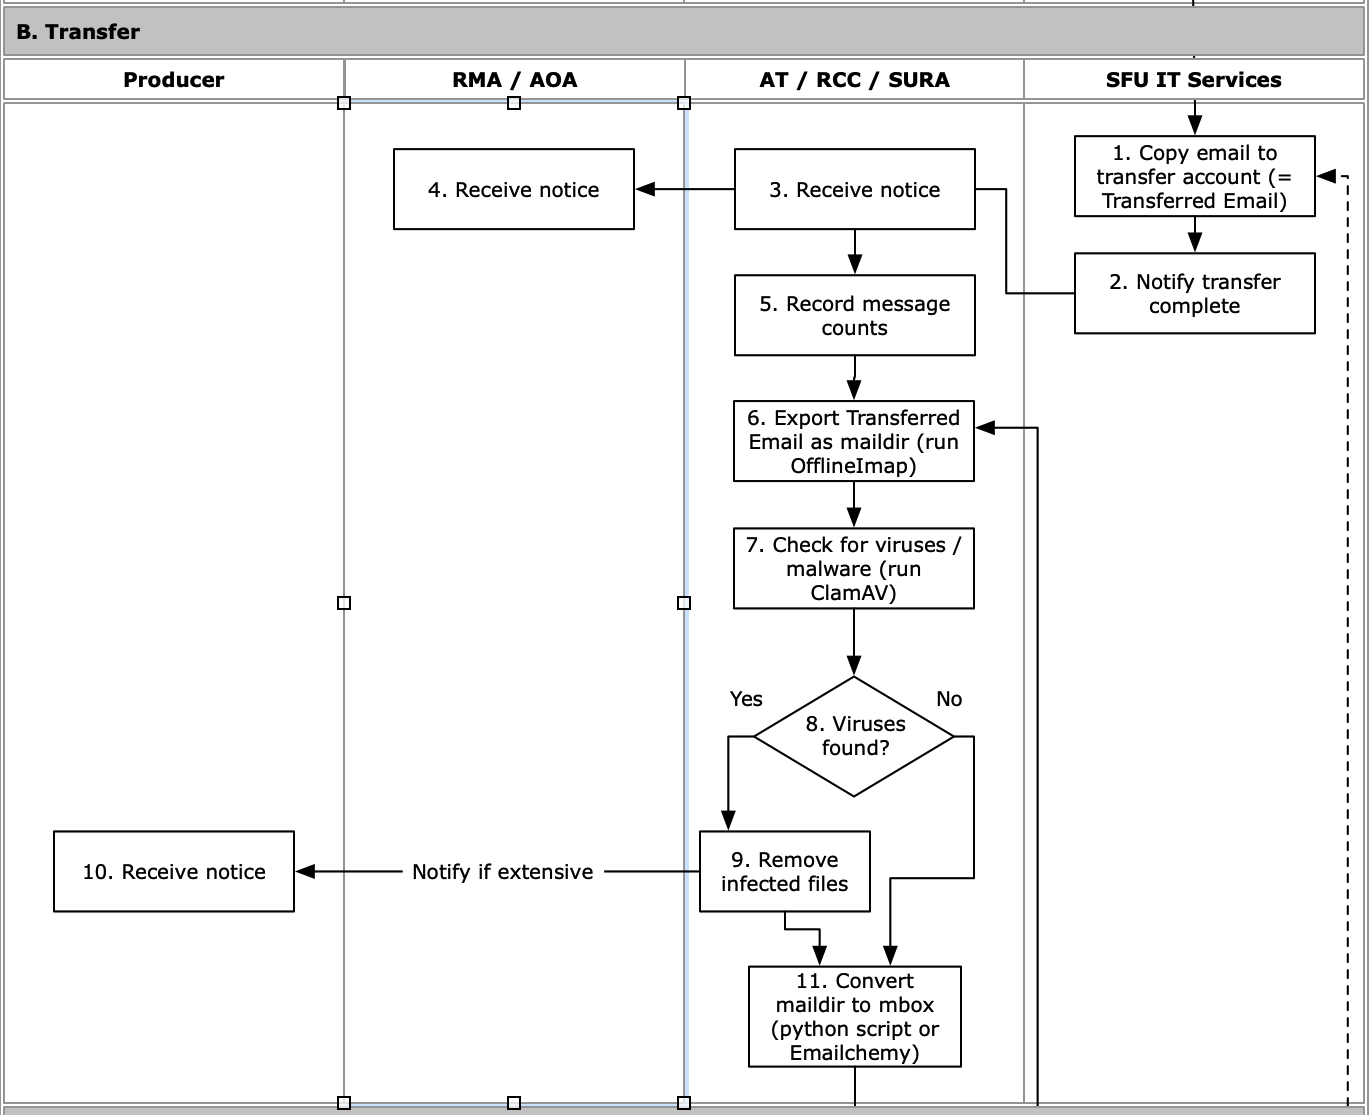 B. Transfer
Producer
RMA / AOA
AT / RCC / SURA
SFU IT Services
1. Copy email to
transfer account (=
Transferred Email)
4. Receive notice
3. Receive notice
2. Notify transfer
complete
5. Record message
counts
6. Export Transferred
Email as maildir (run
OfflineImap)
7. Check for viruses /
malware (run
ClamAV)
Yes
No
8. Viruses
found?
10. Receive notice
Notify if extensive
9. Remove
infected files
11. Convert
maildir to mbox
(python script or
Emailchemy)